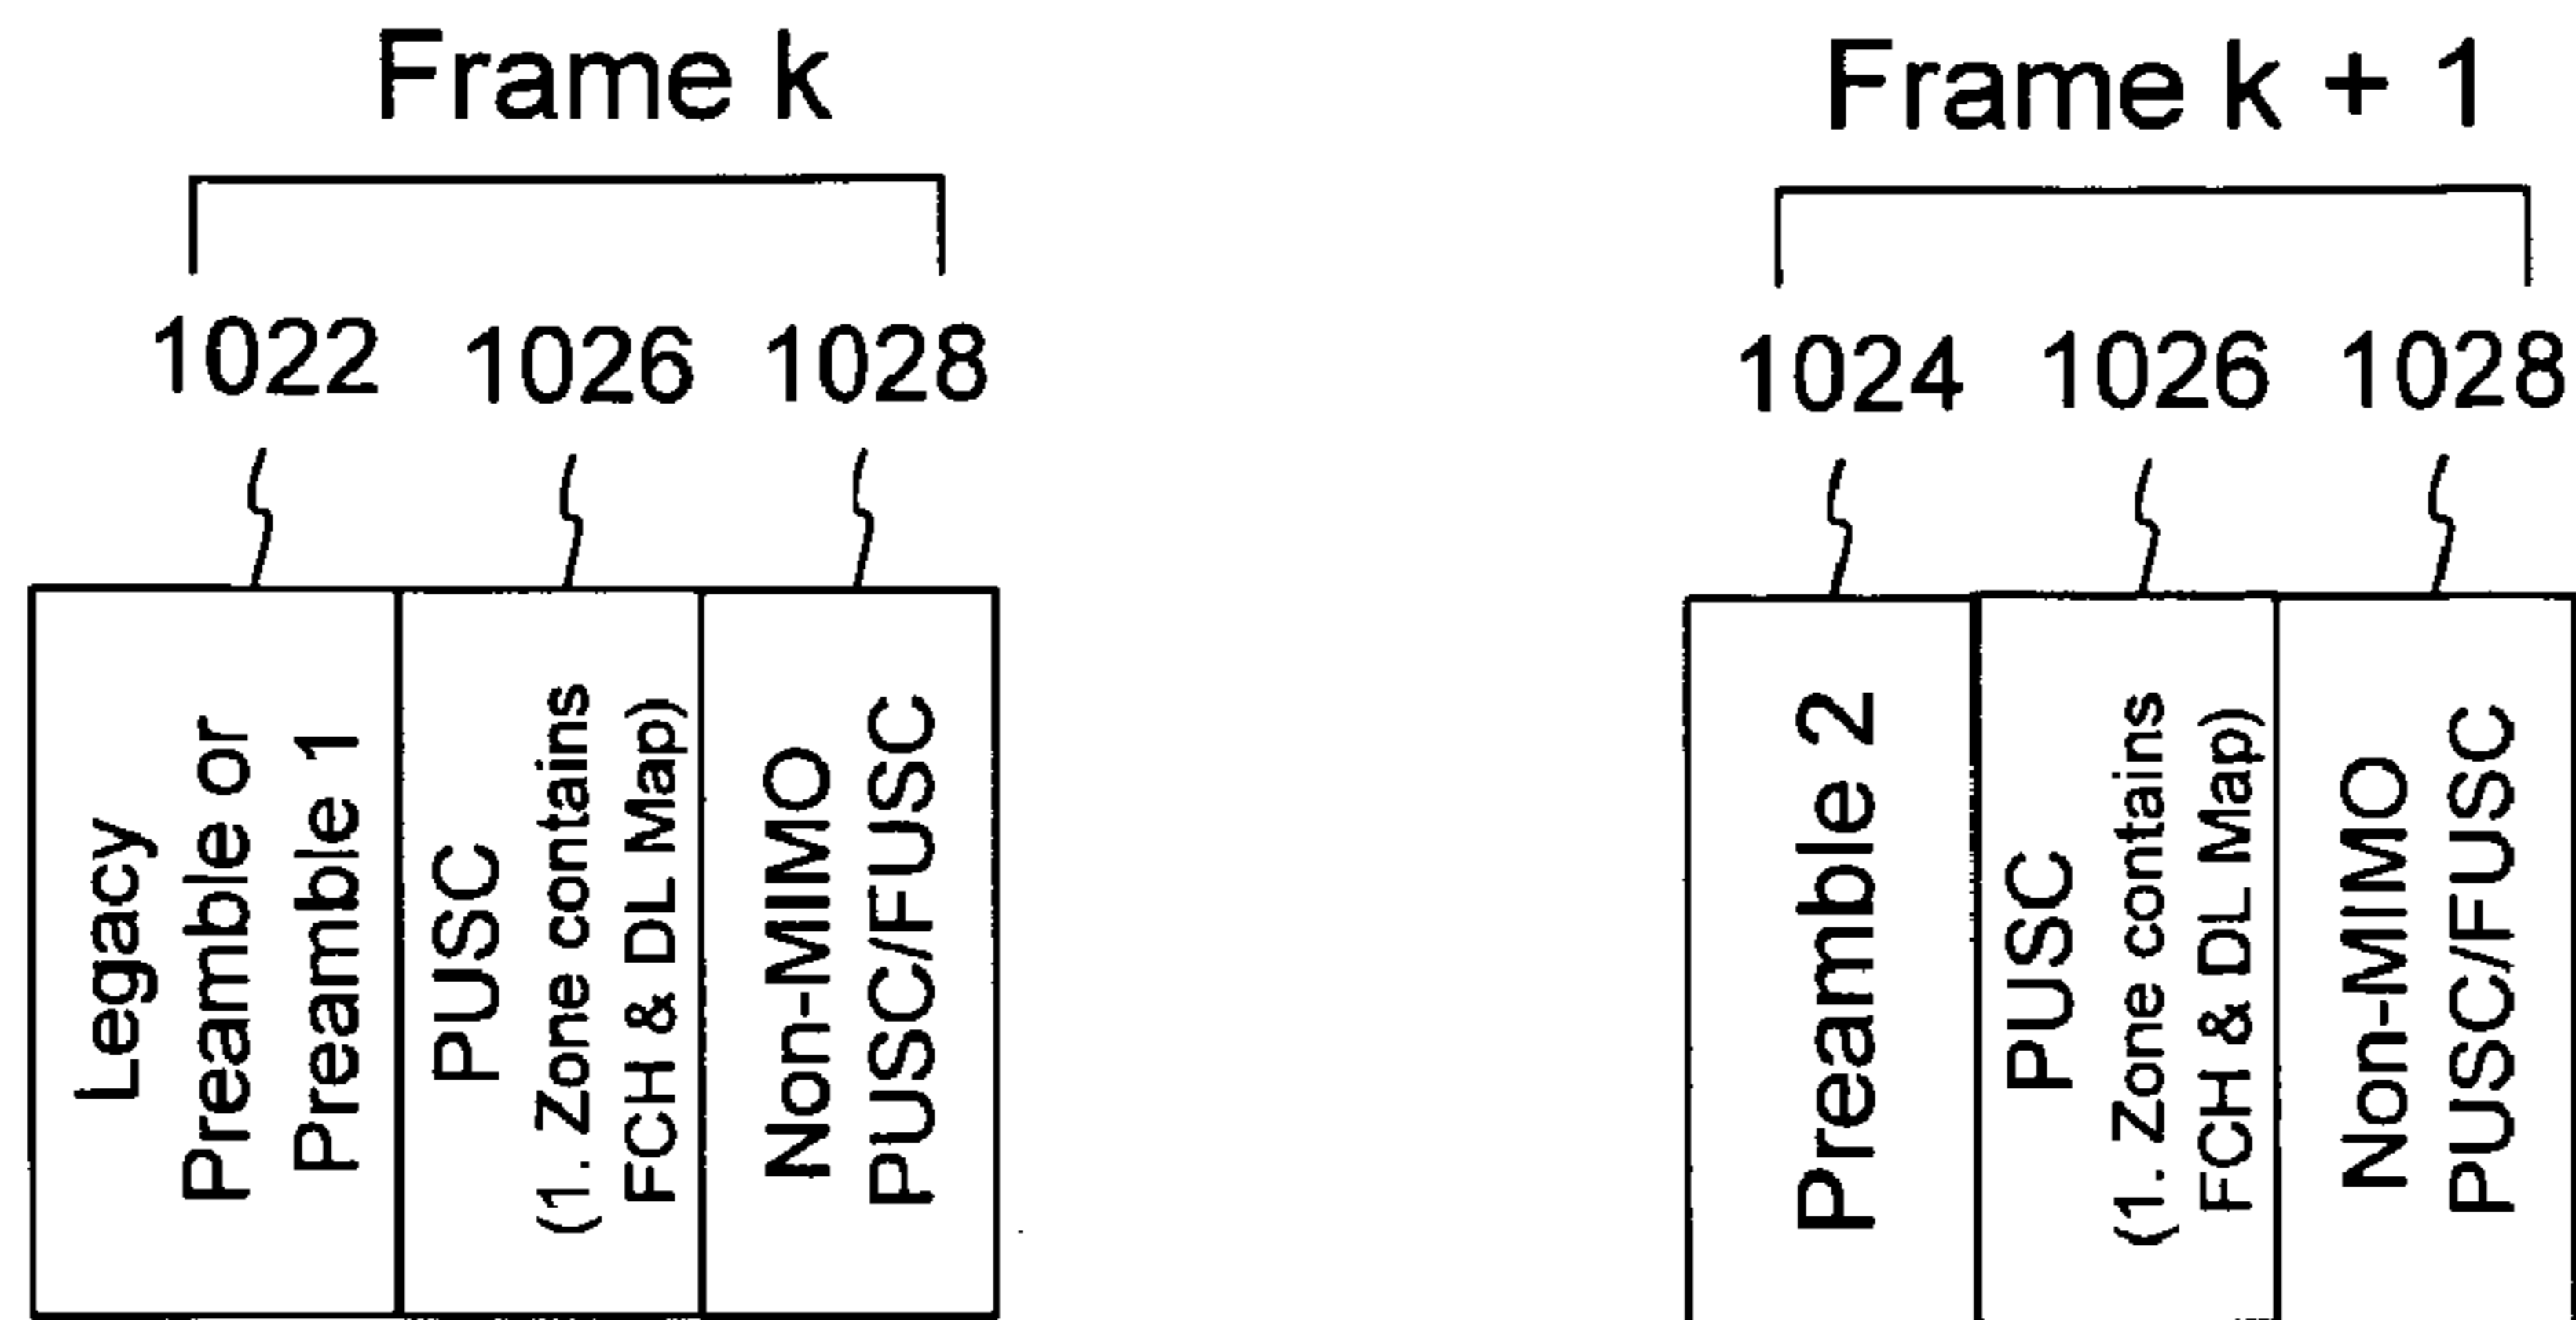 Frame k
1022 1026 1028
Legacy
Preamble or
Preamble 1
PUSC
(1. Zone contains
FCH & DL Map)
Non-MIMO
PUSC/FUSC
Frame k + 1
1024 1026 1028
Preamble 2
PUSC
(1. Zone contains
FCH & DL Map)
Non-MIMO
PUSC/FUSC